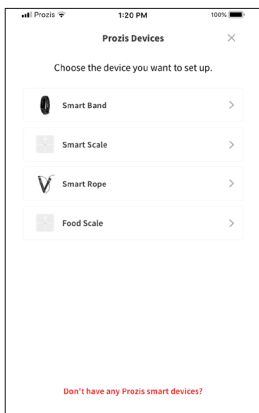 Prozis 1:20 PM 100%
Prozis Devices
Choose the device you want to set up.
Smart Band
Smart Scale
Smart Rope
Food Scale
Don't have any Prozis smart devices?